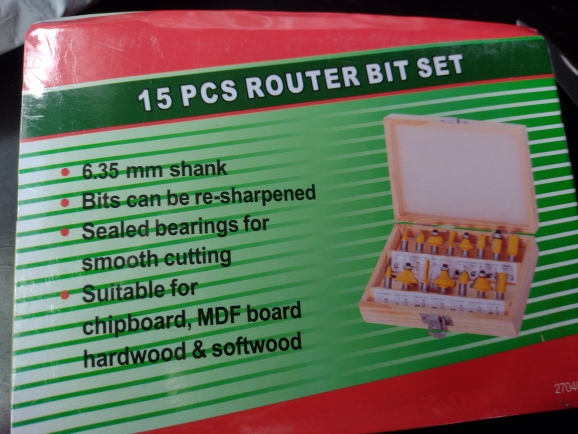 15 PCS ROUTER BIT SET
• 6.35 mm shank
• Bits can be re-sharpened
• Sealed bearings for
smooth cutting
• Suitable for
chipboard, MDF board
hardwood & softwood